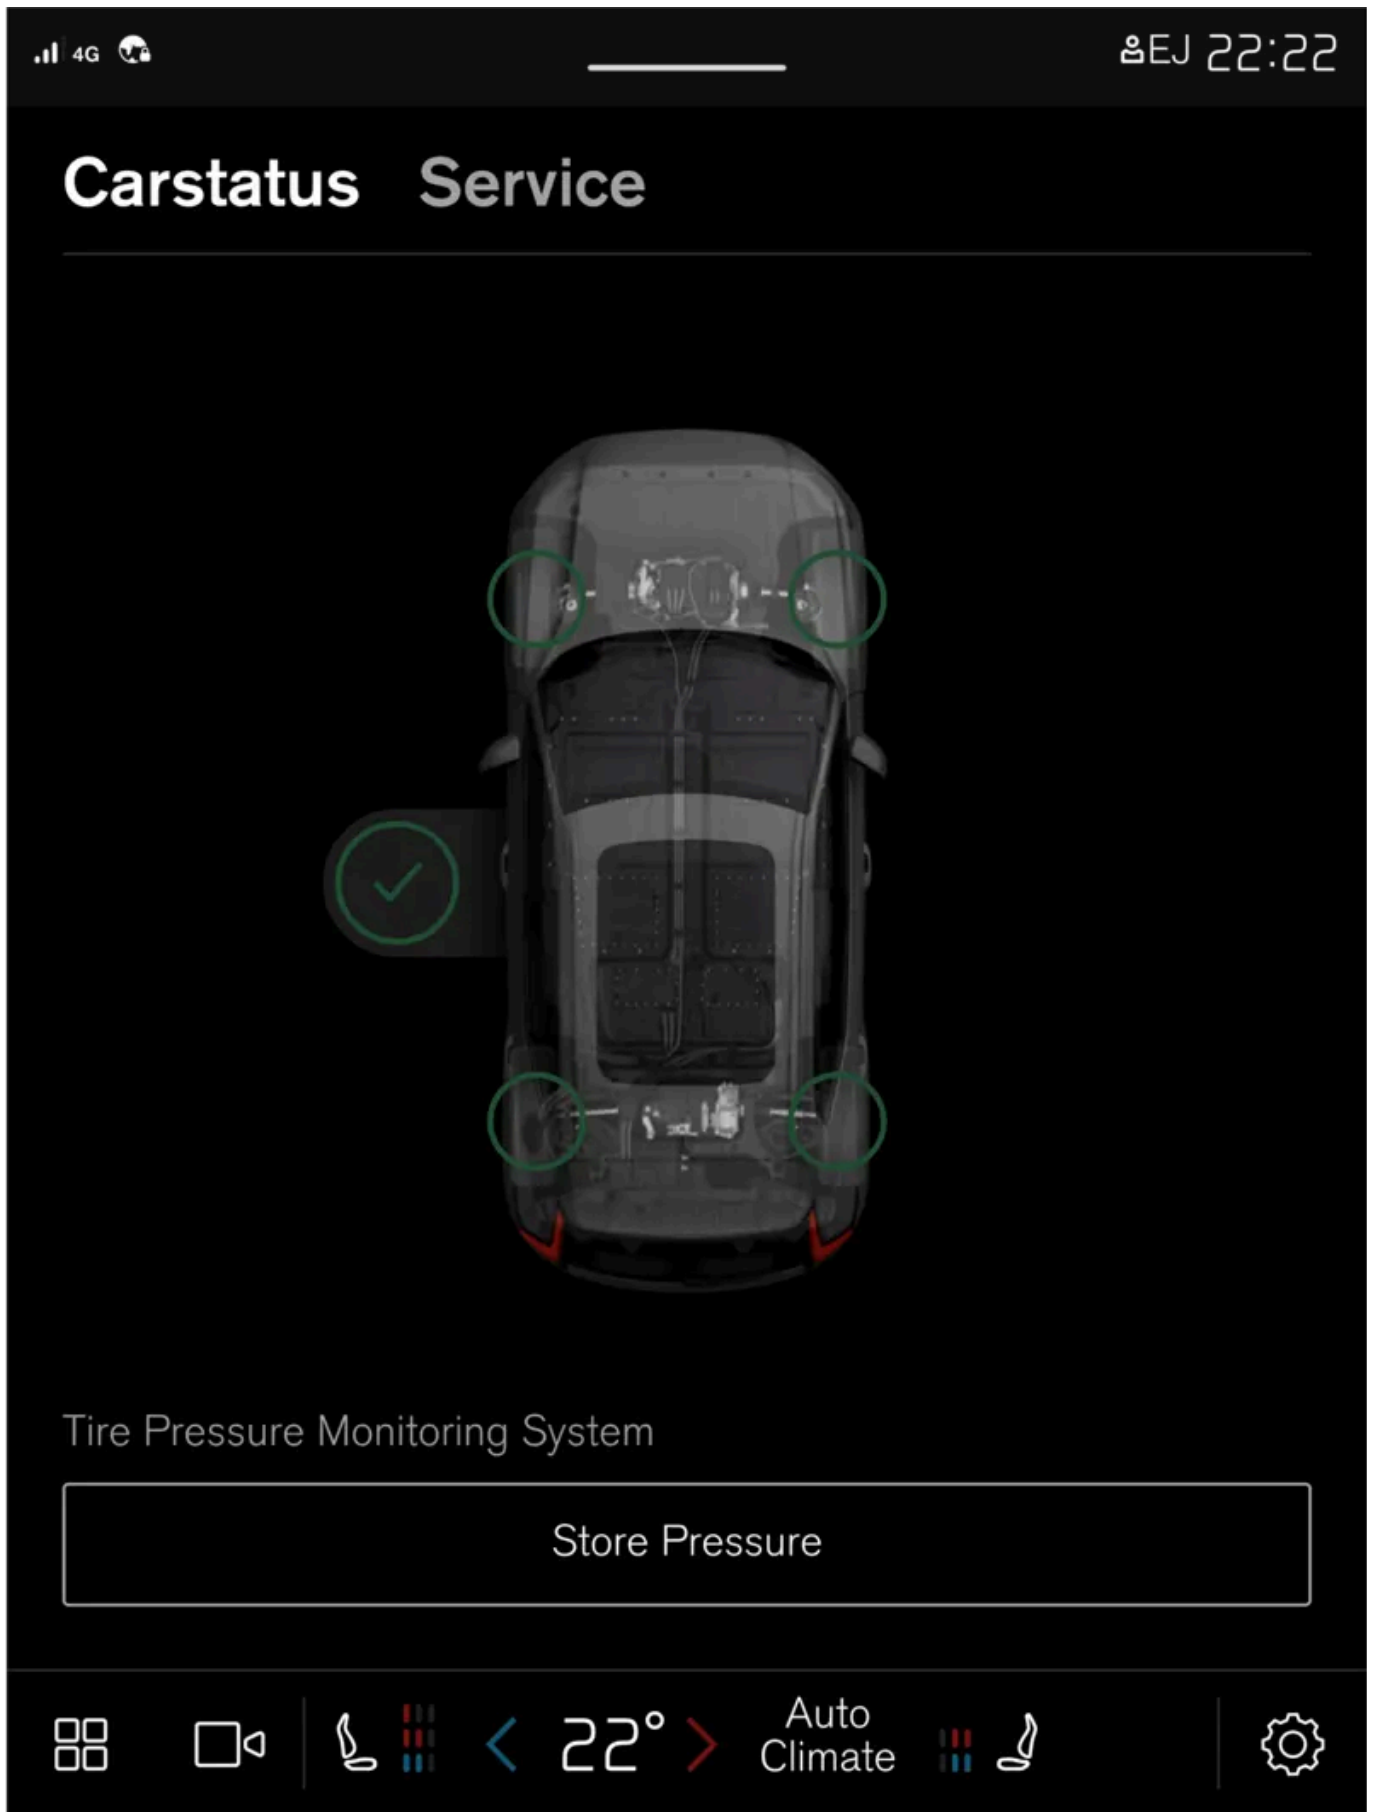 4G
EJ 22:22
Carstatus Service
Tire Pressure Monitoring System
Store Pressure
22°
Auto
Climate